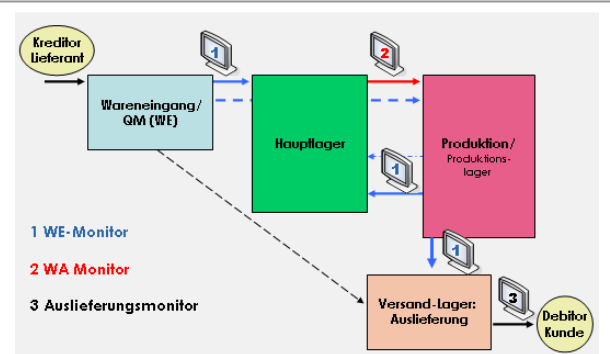 Kreditor
Lieferant
1
2
Wareneingang/
QM (WE)
Hauptlager
Produktion/
Produktions-
lager
1
1
1 WE-Monitor
2 WA Monitor
3 Auslieferungsmonitor
Versand-Lager:
Auslieferung
3
Debitor
Kunde